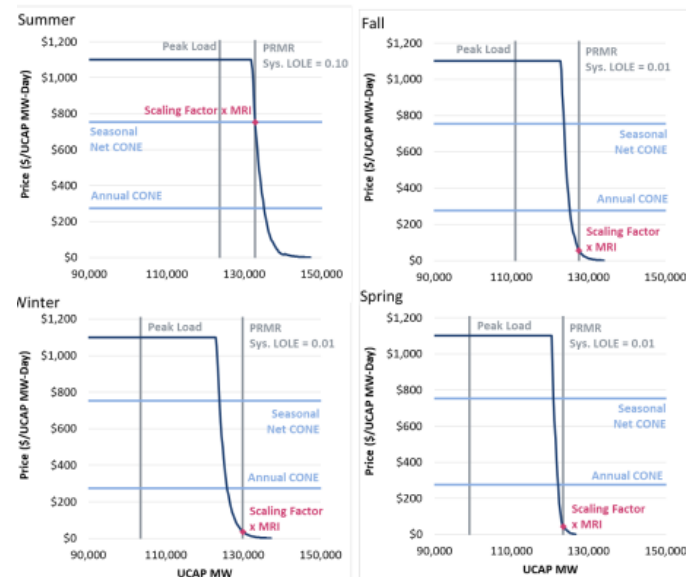 Summer
$1,200
$1,000
$800
$600
$400
$200
$0
Price ($/UCAP MW-Day)
Peak Load
PRMR
Sys. LOLE = 0.10
Scaling Factor x MRI
Seasonal
Net CONE
Annual CONE
90,000
110,000
130,000
150,000
Fall
$1,200
$1,000
$800
$600
$400
$200
$0
Price ($/UCAP MW-Day)
Peak Load
PRMR
Sys. LOLE = 0.01
Seasonal
Net CONE
Annual CONE
Scaling Factor
x MRI
90,000
110,000
130,000
150,000
Winter
$1,200
$1,000
$800
$600
$400
$200
$0
Price ($/UCAP MW-Day)
Peak Load
PRMR
Sys. LOLE = 0.01
Seasonal
Net CONE
Annual CONE
Scaling Factor
x MRI
90,000
110,000
130,000
150,000
UCAP MW
Spring
$1,200
$1,000
$800
$600
$400
$200
$0
Price ($/UCAP MW-Day)
Peak Load
PRMR
Sys. LOLE = 0.01
Seasonal
Net CONE
Annual CONE
Scaling Factor
x MRI
90,000
110,000
130,000
150,000
UCAP MW